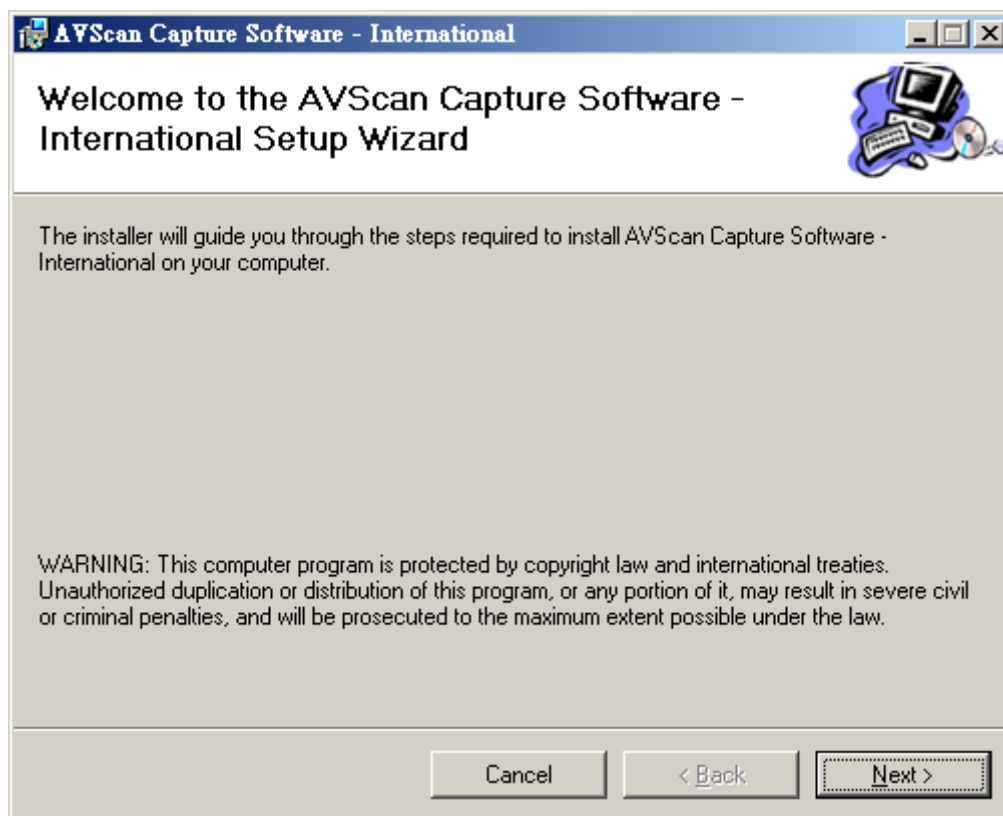 AVScan Capture Software - International
Welcome to the AVScan Capture Software -
International Setup Wizard
The installer will guide you through the steps required to install AVScan Capture Software -
International on your computer.
WARNING: This computer program is protected by copyright law and international treaties.
Unauthorized duplication or distribution of this program, or any portion of it, may result in severe civil
or criminal penalties, and will be prosecuted to the maximum extent possible under the law.
Cancel
< Back
Next >